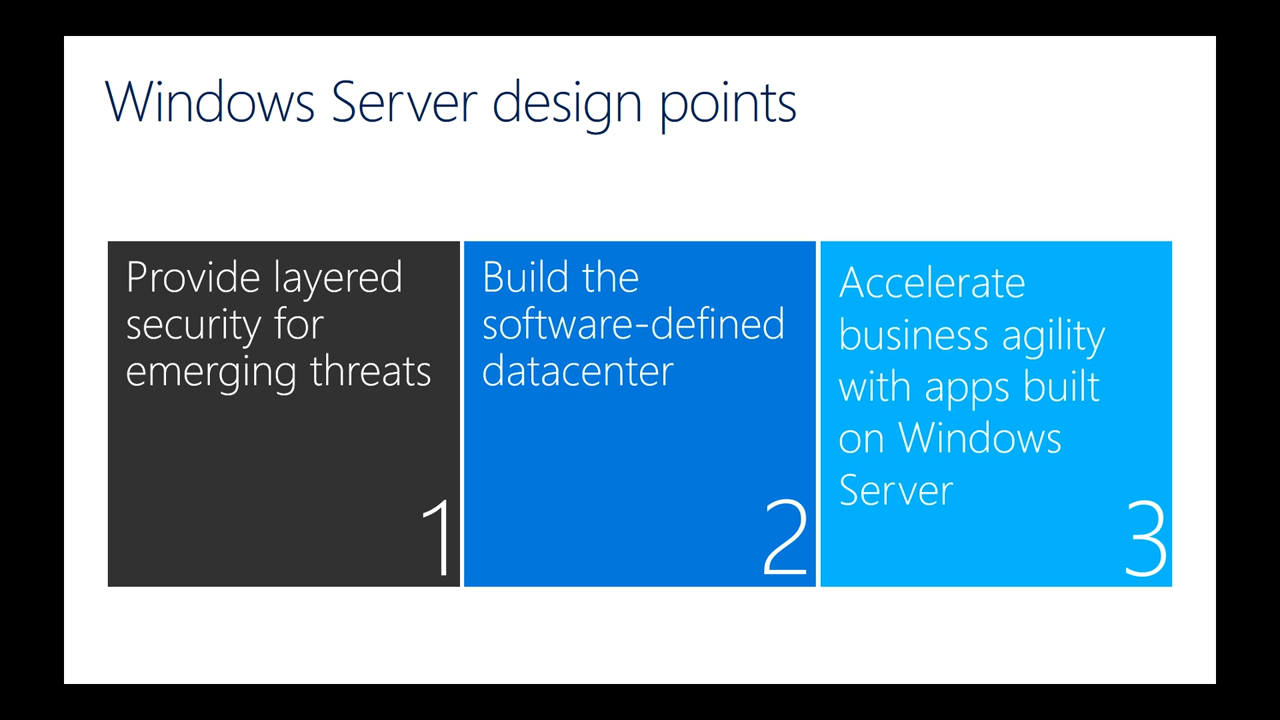 Windows Server design points
Provide layered
security for
emerging threats
1
Build the
software-defined
datacenter
2
Accelerate
business agility
with apps built
on Windows
Server
3